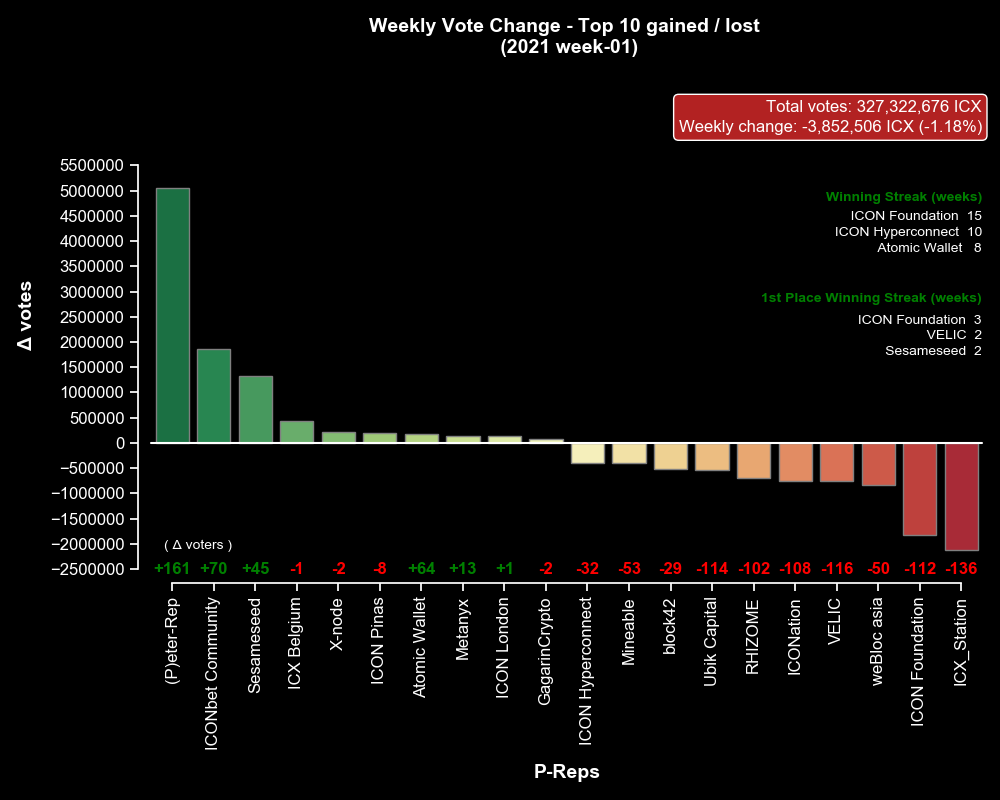 Weekly Vote Change - Top 10 gained / lost
(2021 week-01)
Total votes: 327,322,676 ICX
Weekly change: -3,852,506 ICX (-1.18%)
Winning Streak (weeks)
ICON Foundation 15
ICON Hyperconnect 10
Atomic Wallet 8
1st Place Winning Streak (weeks)
ICON Foundation 3
VELIC 2
Sesameseed 2
Δ votes
5500000
5000000
4500000
4000000
3500000
3000000
2500000
2000000
1500000
1000000
500000
0
−500000
−1000000
−1500000
−2000000
−2500000
( Δ voters )
+161 +70 +45 -1 -2 -8 +64 +13 +1 -2 -32 -53 -29 -114 -102 -108 -116 -50 -112 -136
(P)eter-Rep
ICONbet Community
Sesameseed
ICX Belgium
X-node
ICON Pinas
Atomic Wallet
Metanyx
ICON London
GagarinCrypto
ICON Hyperconnect
Mineable
block42
Ubik Capital
RHIZOME
ICONation
VELIC
weBloc asia
ICON Foundation
ICX_Station
P-Reps